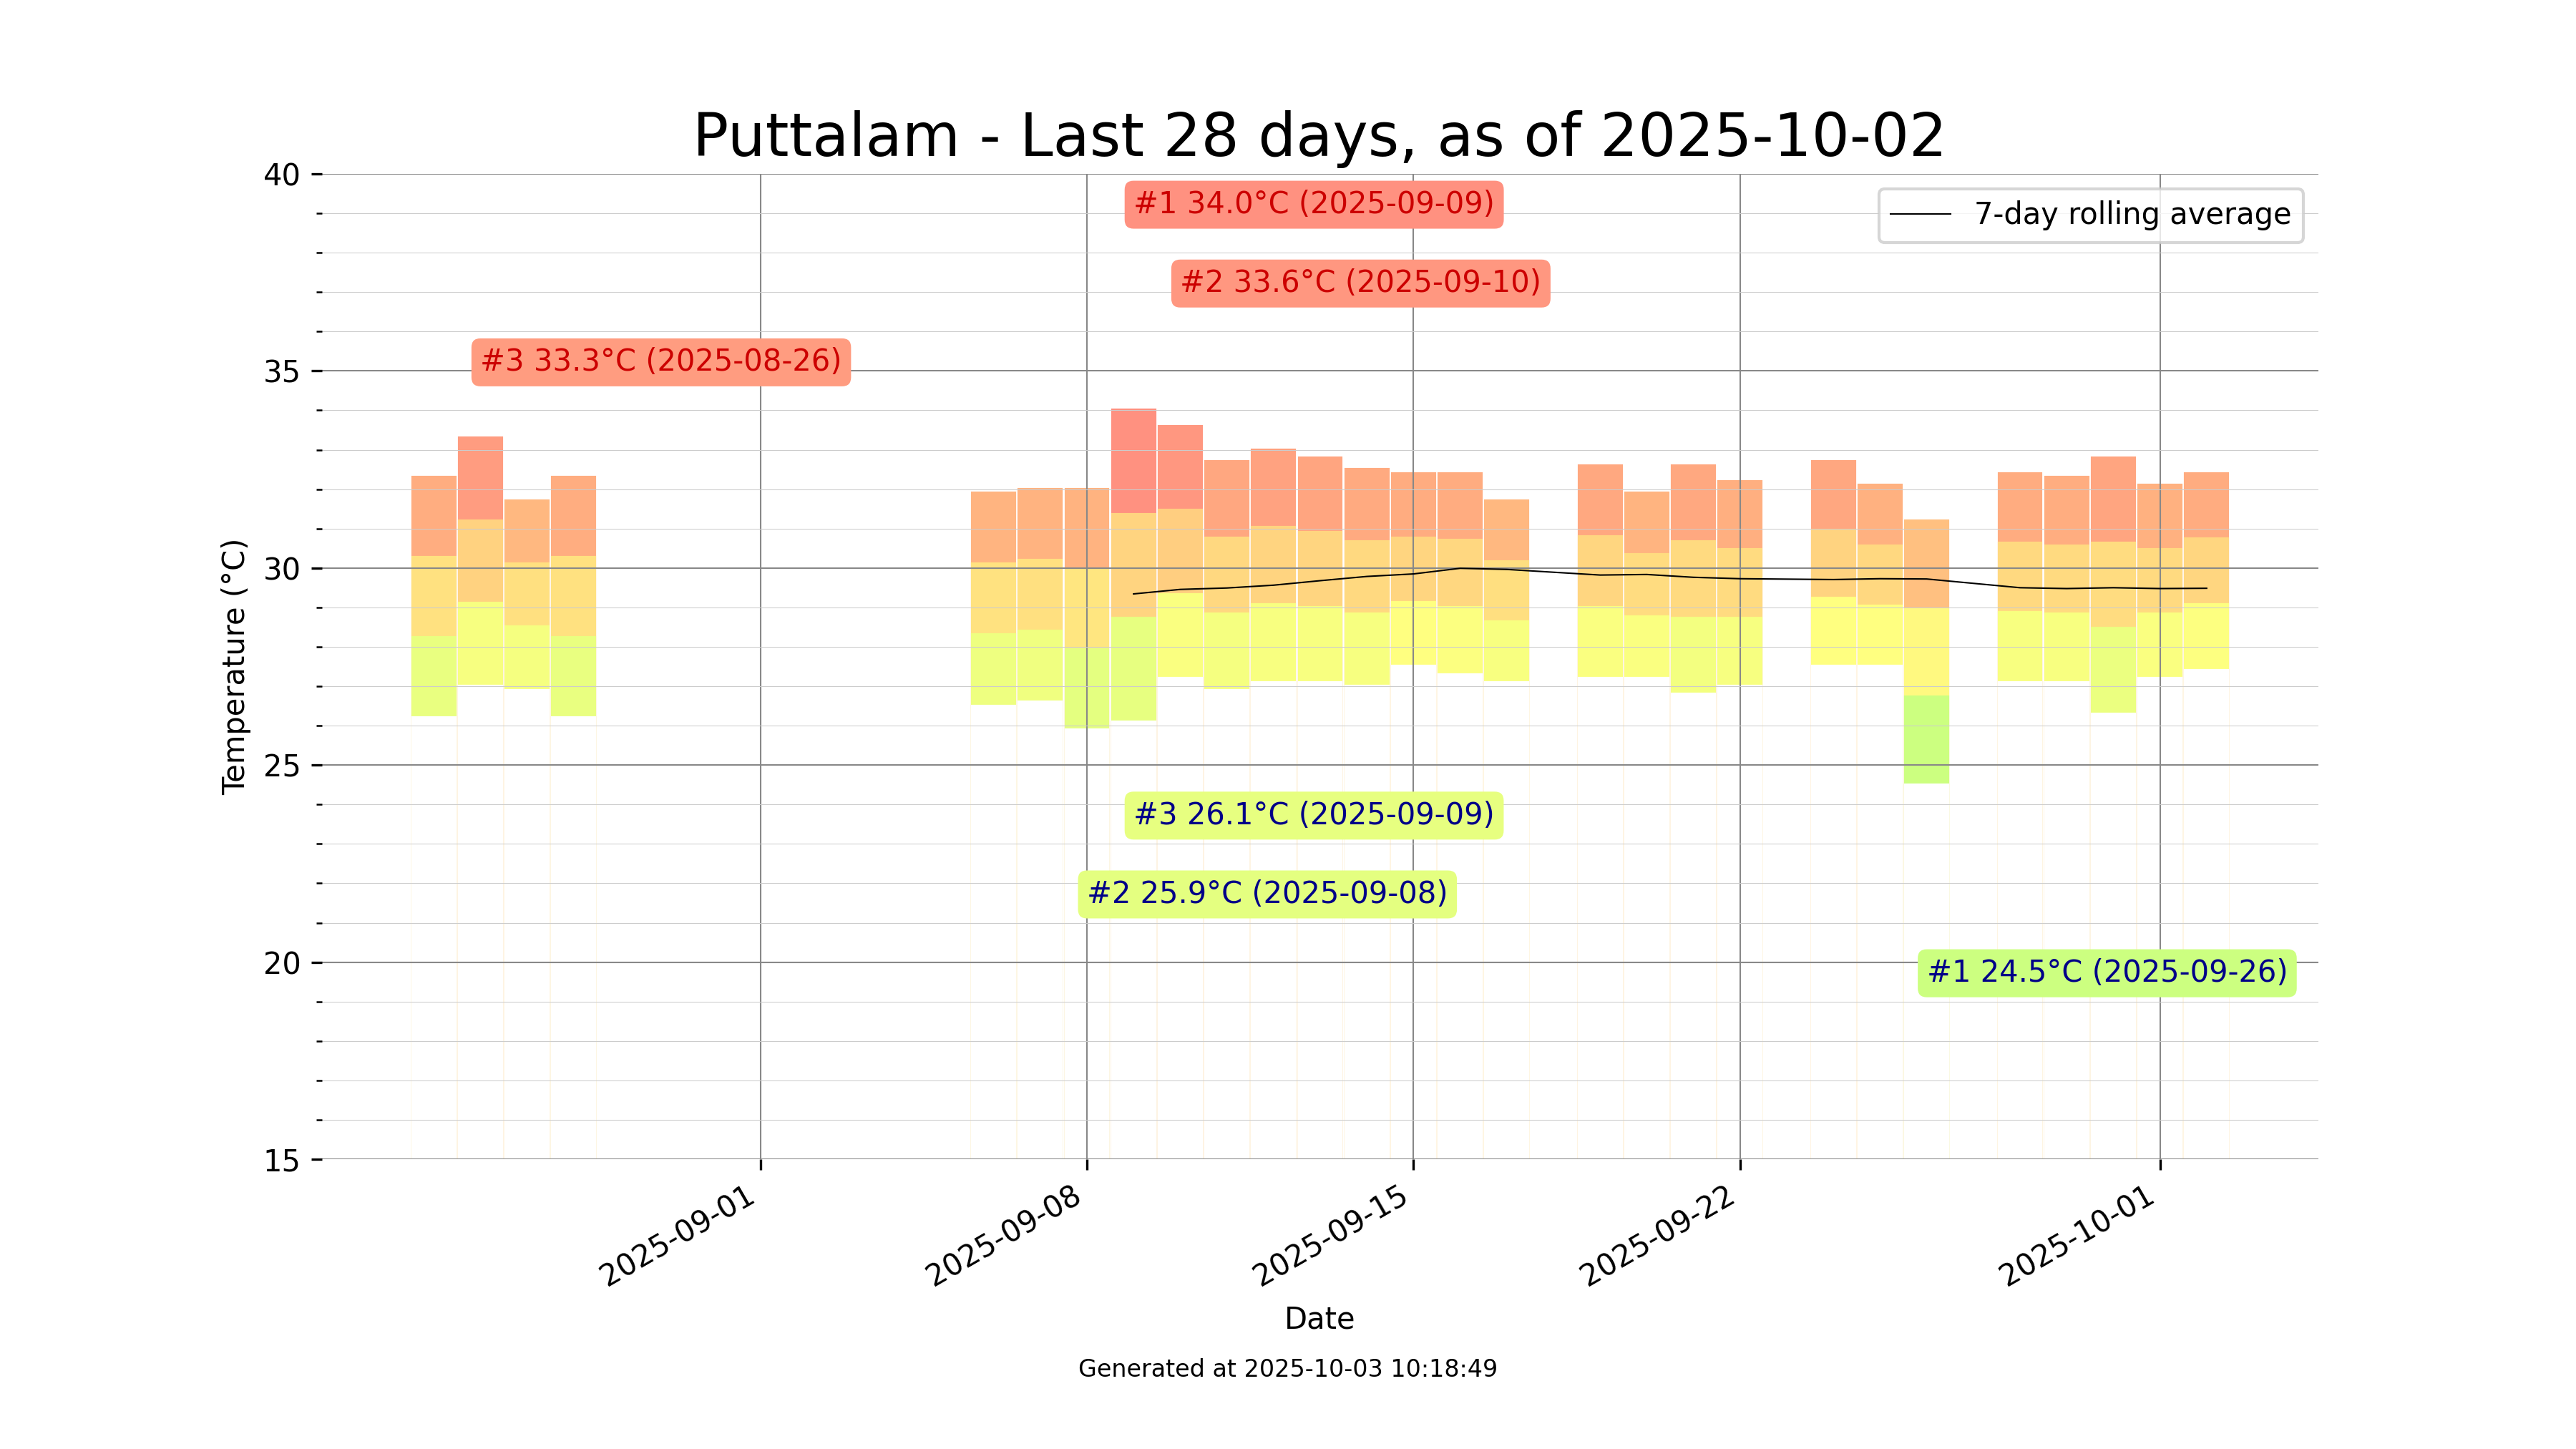 Puttalam - Last 28 days, as of 2025-10-02
40
35
30
25
20
15
Temperature (°C)
#1 34.0°C (2025-09-09)
7-day rolling average
#2 33.6°C (2025-09-10)
#3 33.3°C (2025-08-26)
#3 26.1°C (2025-09-09)
#2 25.9°C (2025-09-08)
#1 24.5°C (2025-09-26)
2025-09-01
2025-09-08
2025-09-15
2025-09-22
2025-10-01
Date
Generated at 2025-10-03 10:18:49